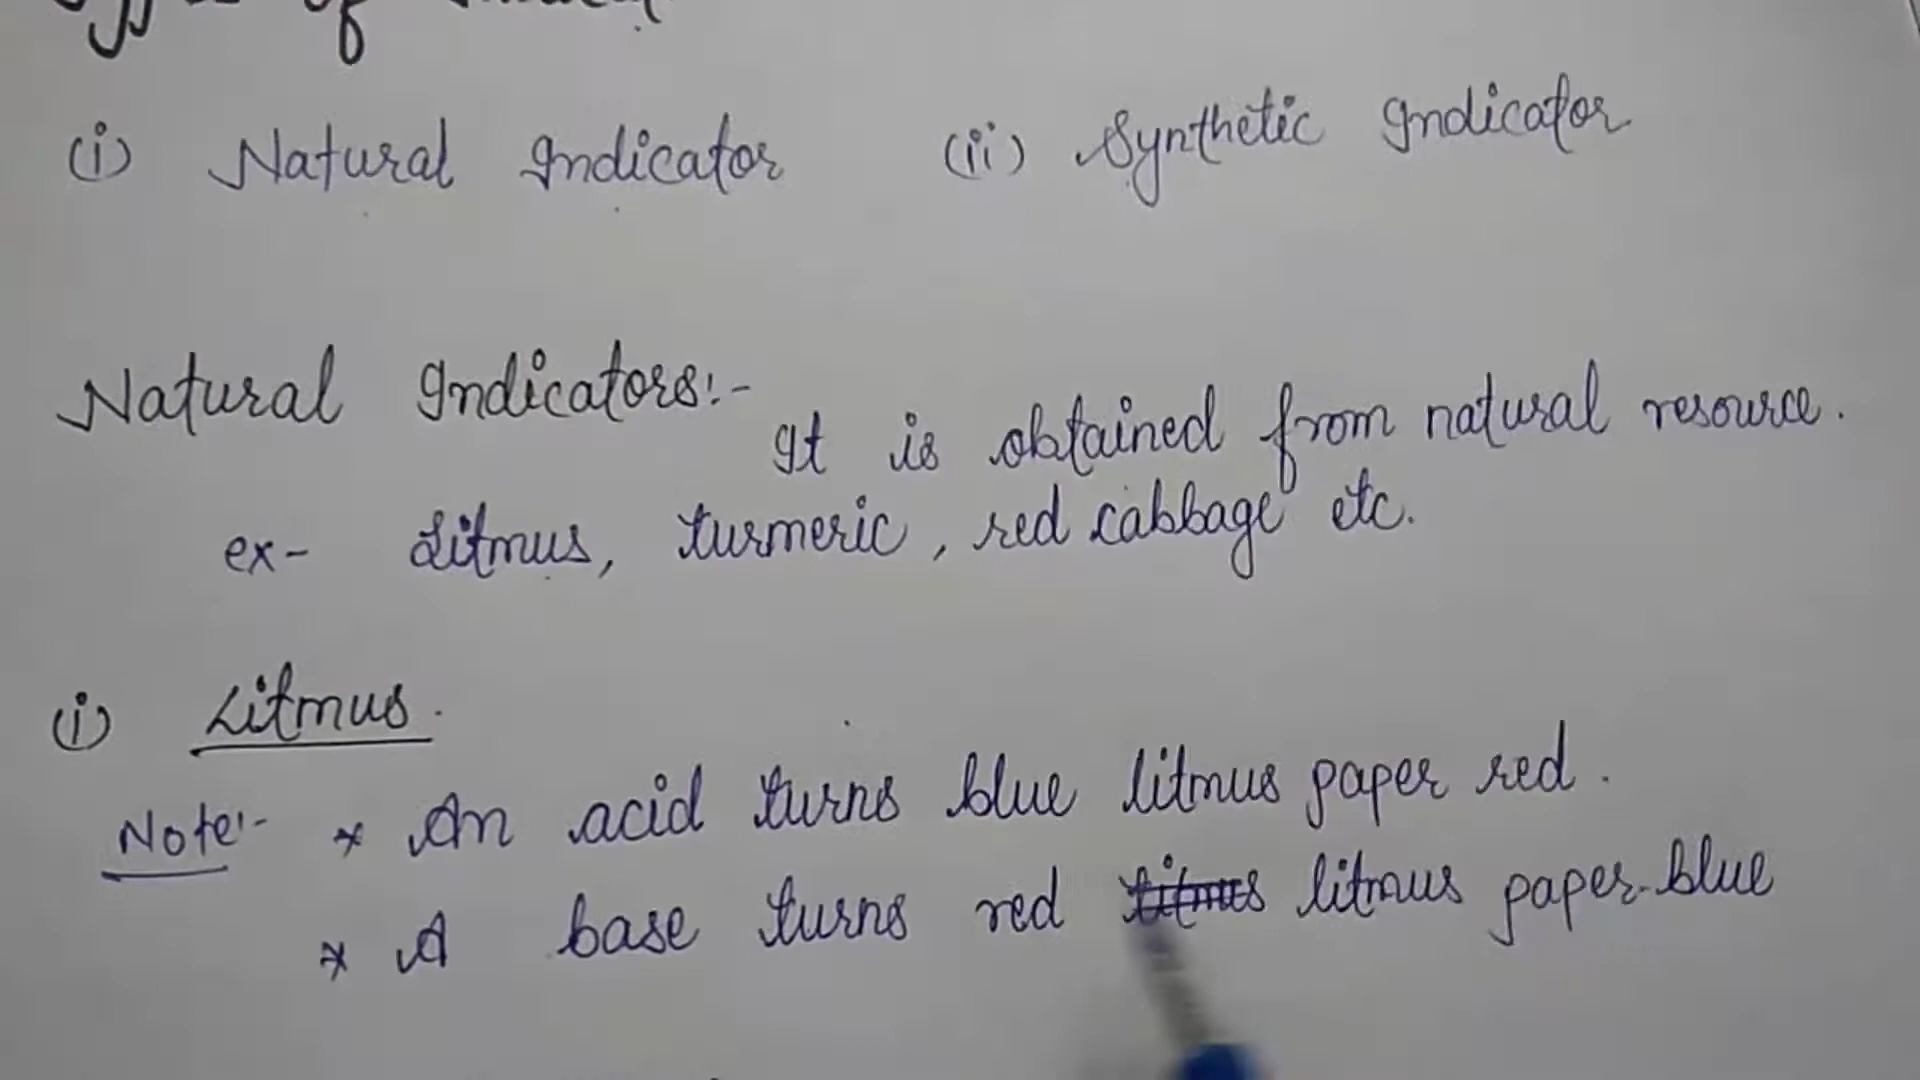 of
(i) Natural Indicator (ii) Synthetic Indicator
Natural Indicators:- It is obtained from natural resource.
ex- Litmus, turmeric, red cabbage etc.
(i) Litmus.
Note:- * An acid turns blue litmus paper red.
* A base turns red litmus paper blue